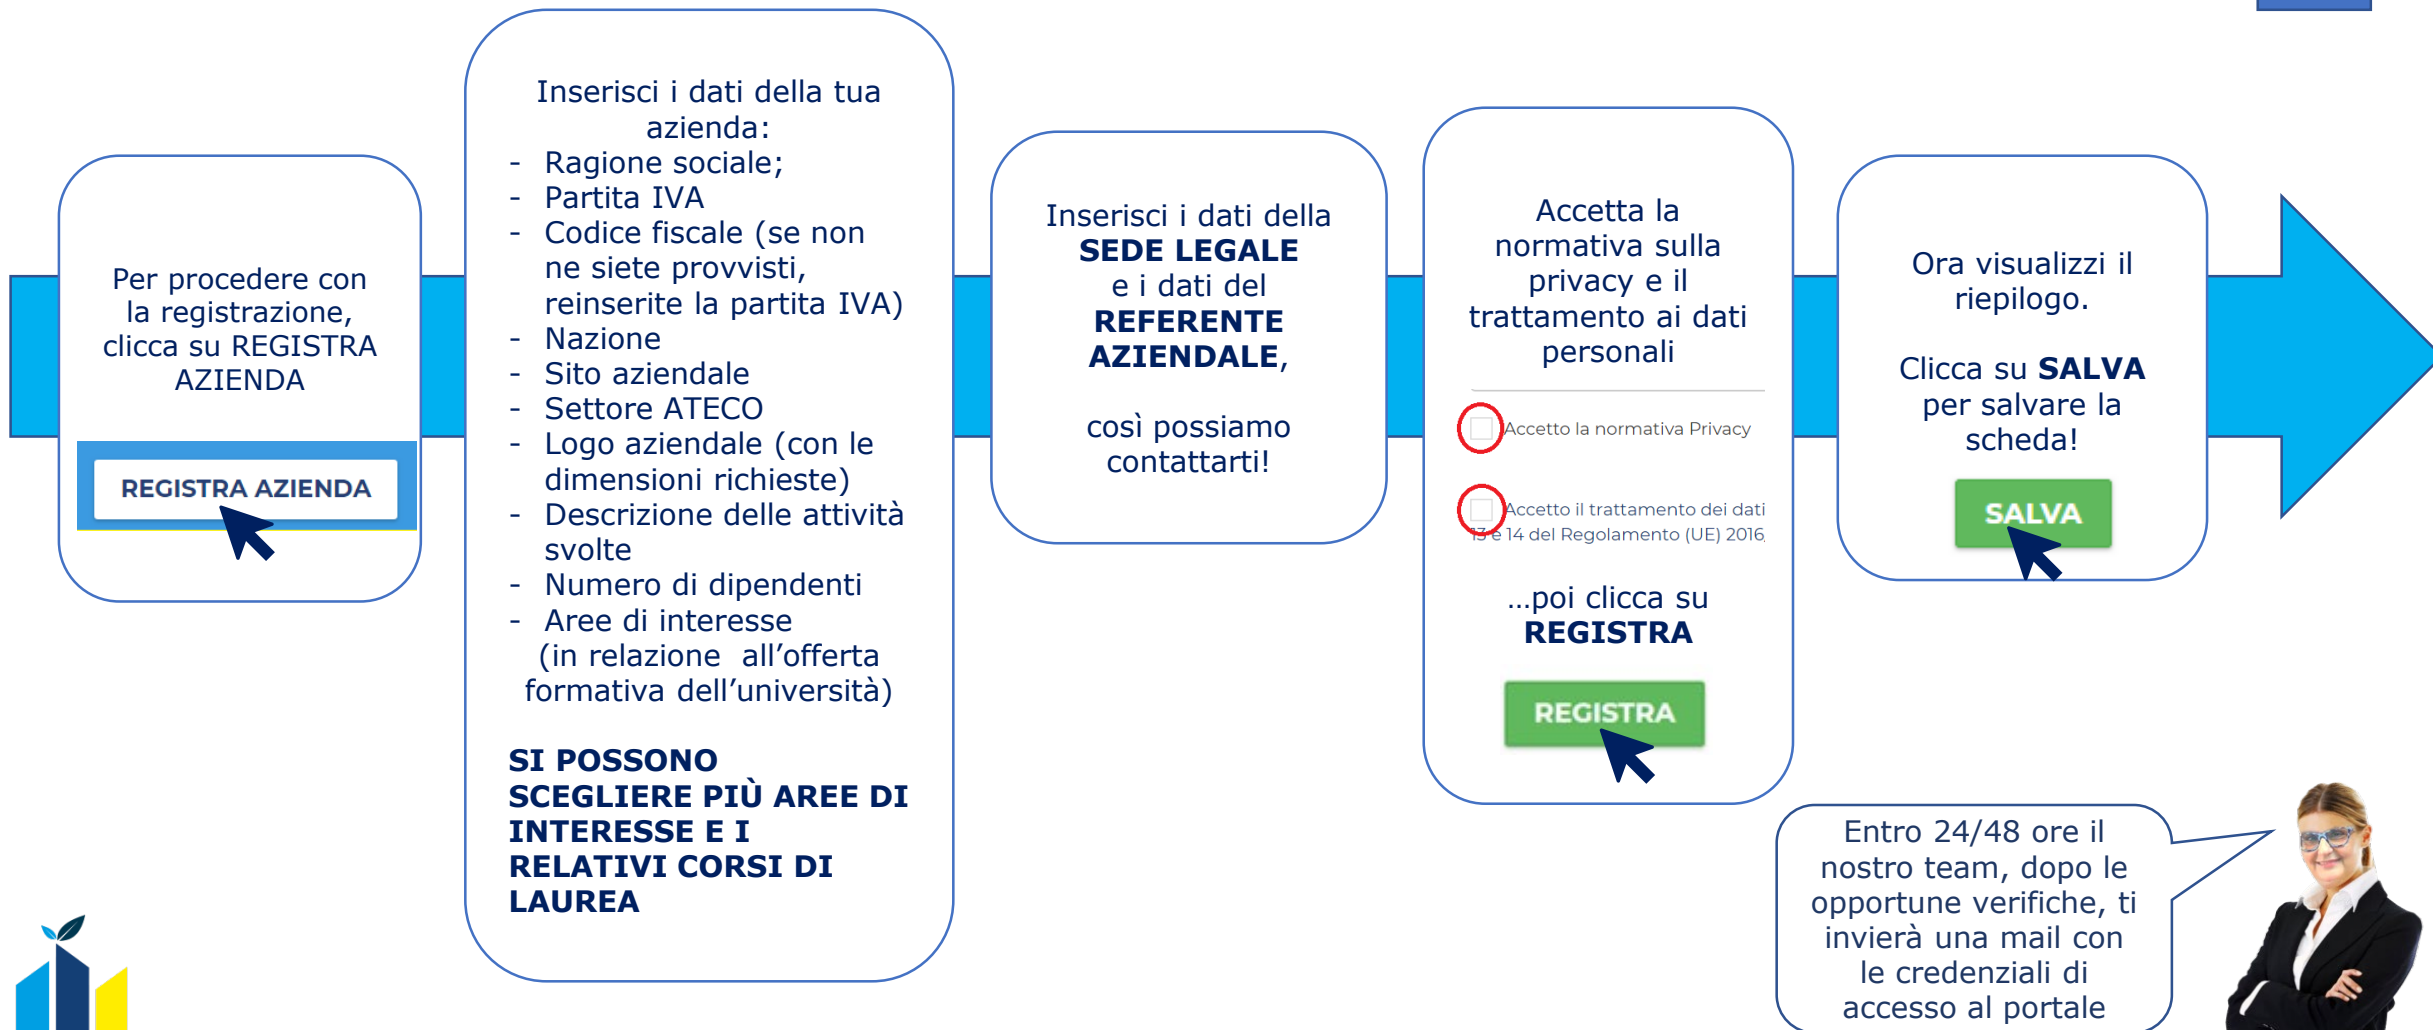 Per procedere con
la registrazione,
clicca su REGISTRA
AZIENDA
REGISTRA AZIENDA
Inserisci i dati della tua
azienda:
- Ragione sociale;
- Partita IVA
- Codice fiscale (se non
ne siete provvisti,
reinserite la partita IVA)
- Nazione
- Sito aziendale
- Settore ATECO
- Logo aziendale (con le
dimensioni richieste)
- Descrizione delle attività
svolte
- Numero di dipendenti
- Aree di interesse
(in relazione all'offerta
formativa dell'università)
SI POSSONO
SCEGLIERE PIÙ AREE DI
INTERESSE E I
RELATIVI CORSI DI
LAUREA
Inserisci i dati della
SEDE LEGALE
e i dati del
REFERENTE
AZIENDALE,
così possiamo
contattarti!
Accetta la
normativa sulla
privacy e il
trattamento ai dati
personali
Accetto la normativa Privacy
Accetto il trattamento dei dati
13 e 14 del Regolamento (UE) 2016
...poi clicca su
REGISTRA
REGISTRA
Ora visualizzi il
riepilogo.
Clicca su SALVA
per salvare la
scheda!
SALVA
Entro 24/48 ore il
nostro team, dopo le
opportune verifiche, ti
invierà una mail con
le credenziali di
accesso al portale